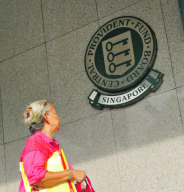 CENTRAL PROVIDENT FUND BOARD
SINGAPORE